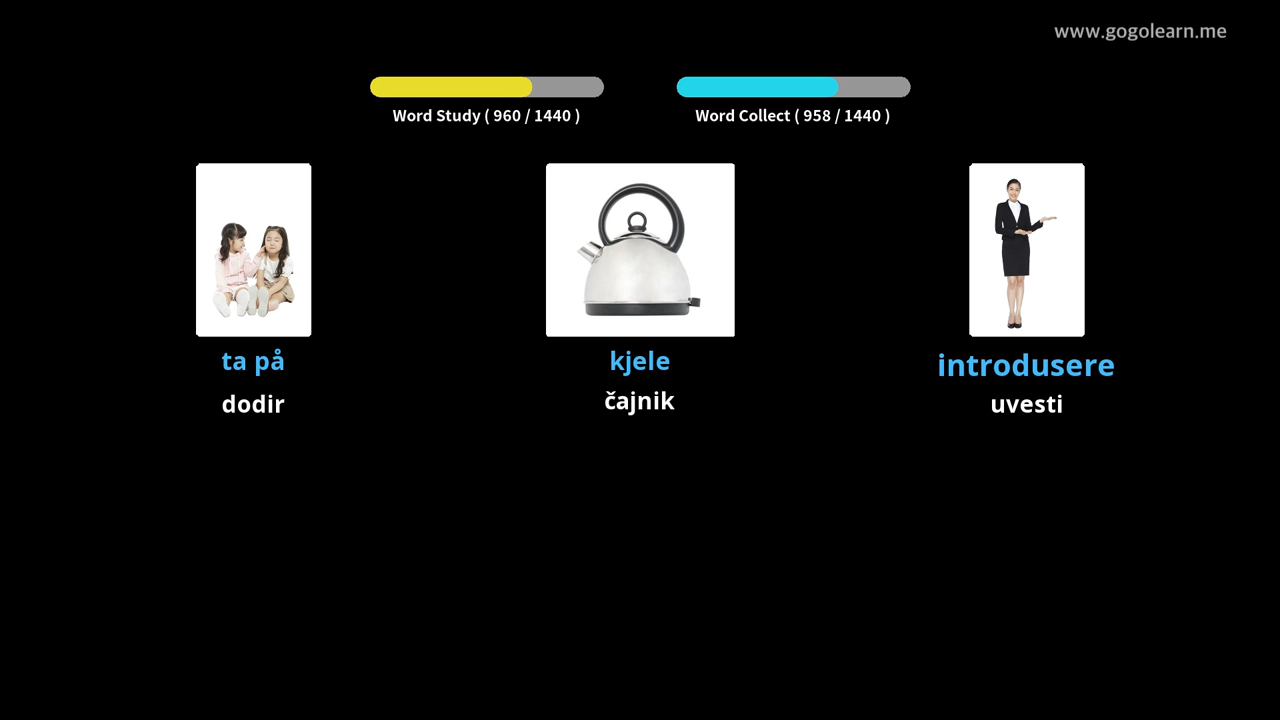 www.gogolearn.me
Word Study ( 960 / 1440 )
Word Collect ( 958 / 1440 )
ta på
kjele
introdusere
dodir
čajnik
uvesti